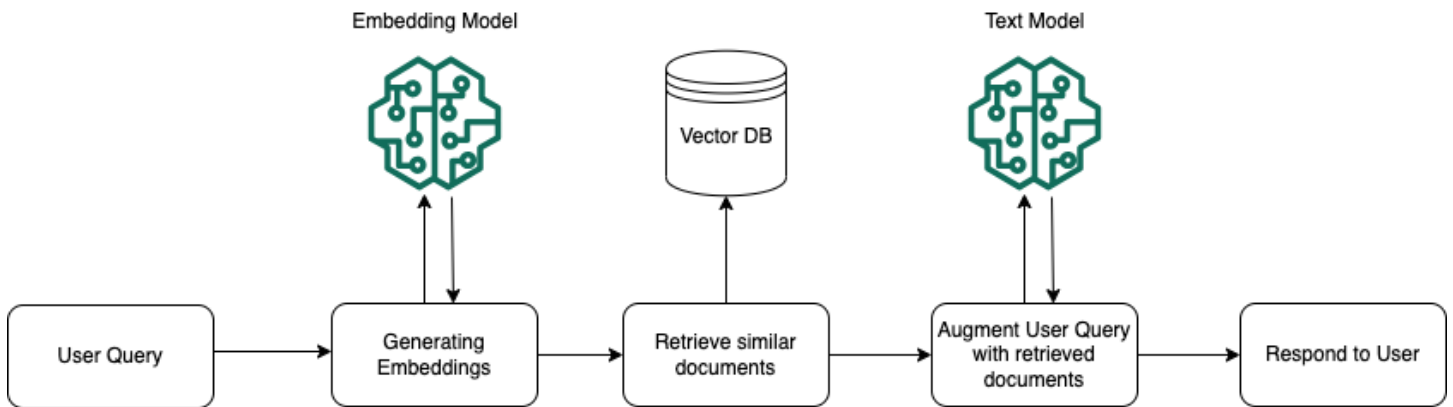 Embedding Model
Text Model
Vector DB
User Query
Generating
Embeddings
Retrieve similar
documents
Augment User Query
with retrieved
documents
Respond to User